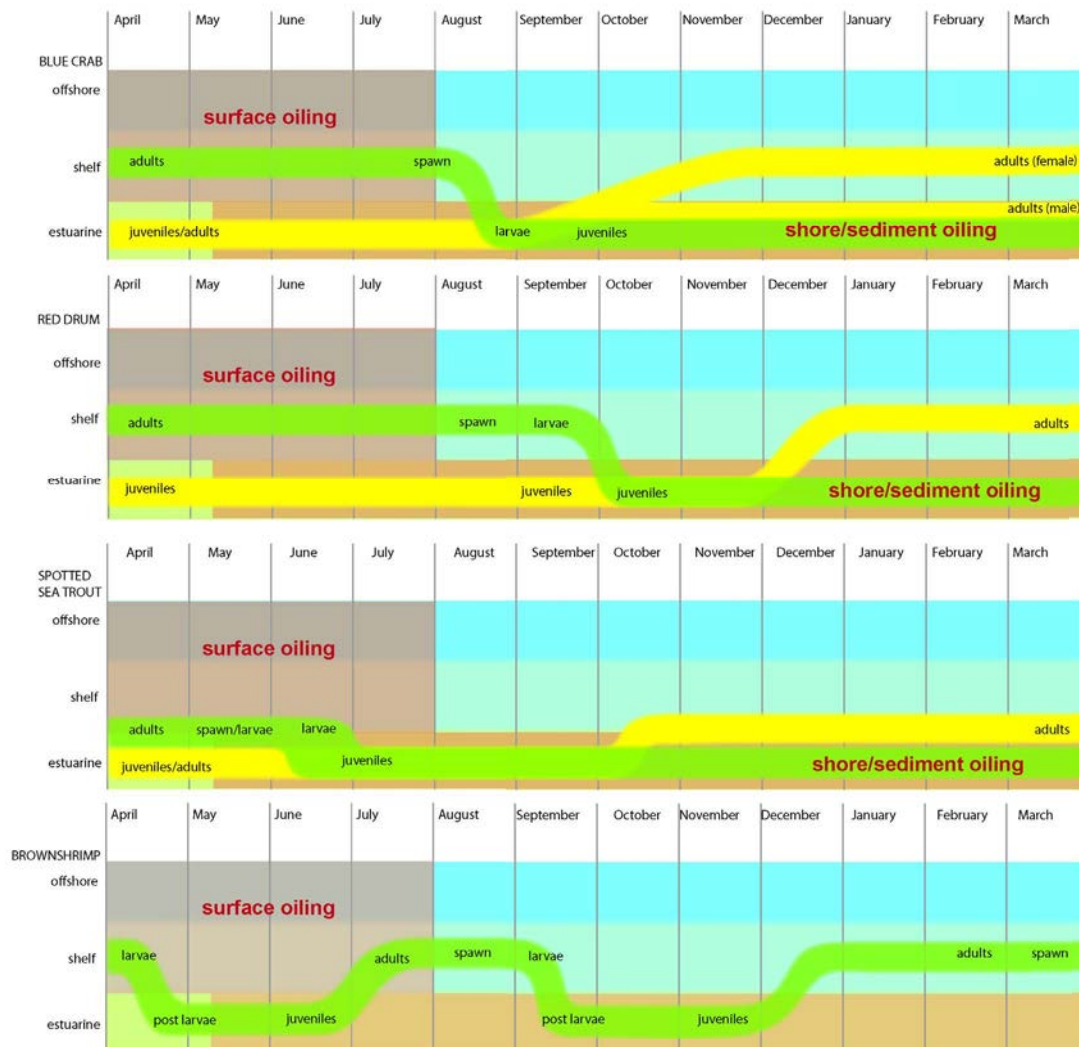 April May June July August September October November December January February March
BLUE CRAB
offshore
surface oiling
shelf adults spawn adults (female)
adults (male)
estuarine juveniles/adults larvae juveniles shore/sediment oiling
April May June July August September October November December January February March
RED DRUM
offshore
surface oiling
shelf adults spawn larvae adults
estuarine juveniles juveniles juveniles shore/sediment oiling
April May June July August September October November December January February March
SPOTTED
SEA TROUT
offshore
surface oiling
shelf
adults spawn/larvae larvae adults
estuarine juveniles/adults juveniles shore/sediment oiling
April May June July August September October November December January February March
BROWNSHRIMP
offshore
surface oiling
shelf larvae adults spawn larvae adults spawn
estuarine post larvae juveniles post larvae juveniles